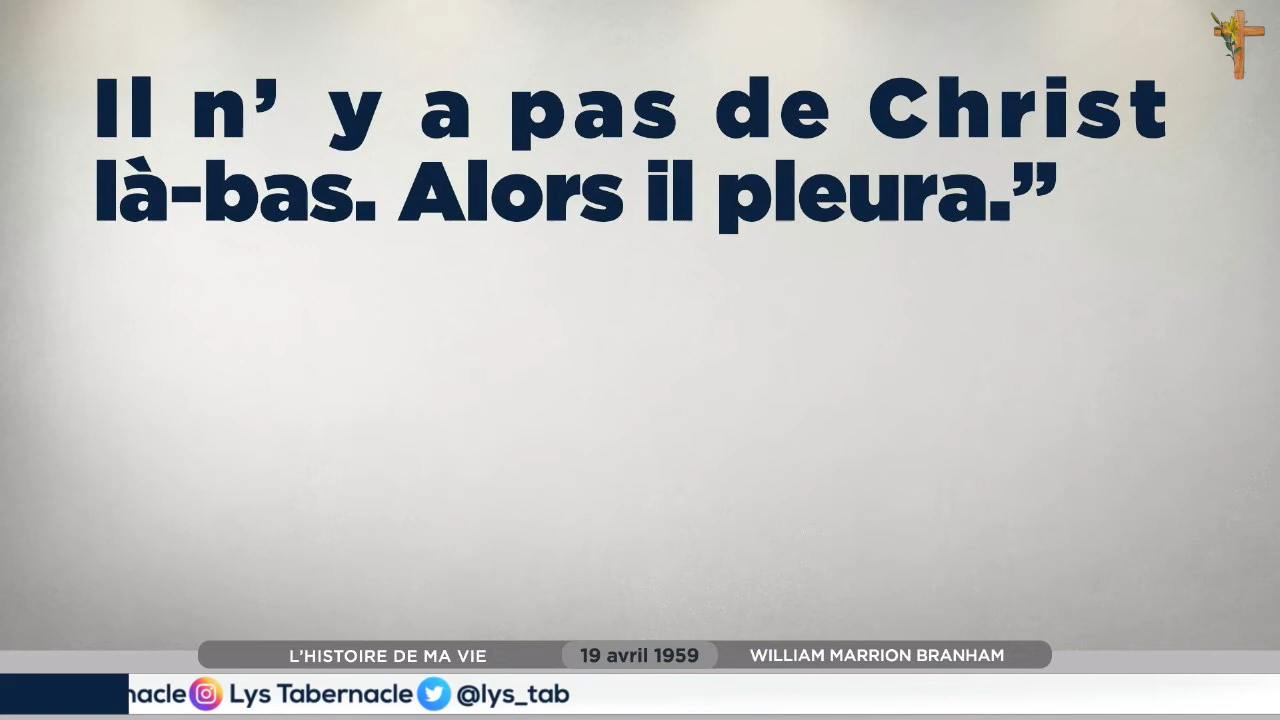 Il n’ y a pas de Christ
là-bas. Alors il pleura.”
L’HISTOIRE DE MA VIE 19 avril 1959 WILLIAM MARRION BRANHAM
nacle Lys Tabernacle @lys_tab